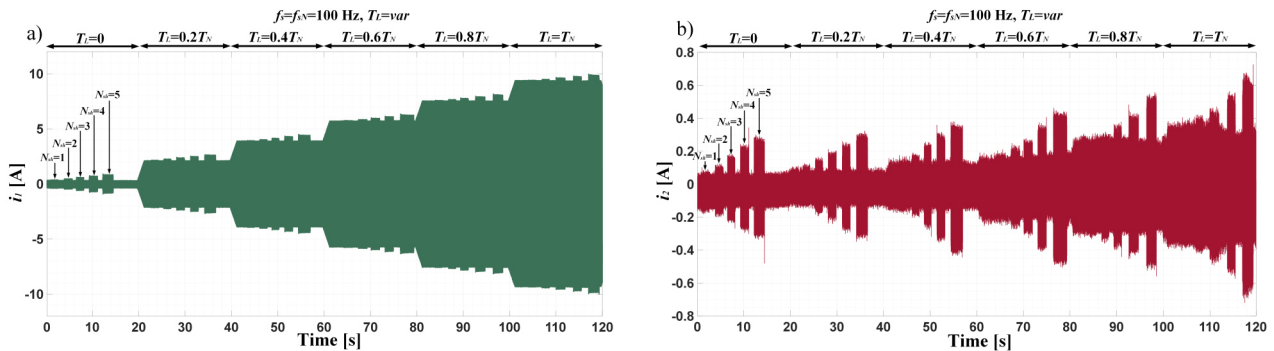 fs=fsN=100 Hz, TL=var
a)
TL=0 TL=0.2TN TL=0.4TN TL=0.6TN TL=0.8TN TL=TN
10
5
0
-5
-10
i1 [A]
Nsh=1
Nsh=2
Nsh=3
Nsh=4
Nsh=5
0 10 20 30 40 50 60 70 80 90 100 110 120
Time [s]
fs=fsN=100 Hz, TL=var
b)
TL=0 TL=0.2TN TL=0.4TN TL=0.6TN TL=0.8TN TL=TN
0.8
0.6
0.4
0.2
0
-0.2
-0.4
-0.6
-0.8
i2 [A]
Nsh=1
Nsh=2
Nsh=3
Nsh=4
Nsh=5
0 10 20 30 40 50 60 70 80 90 100 110 120
Time [s]